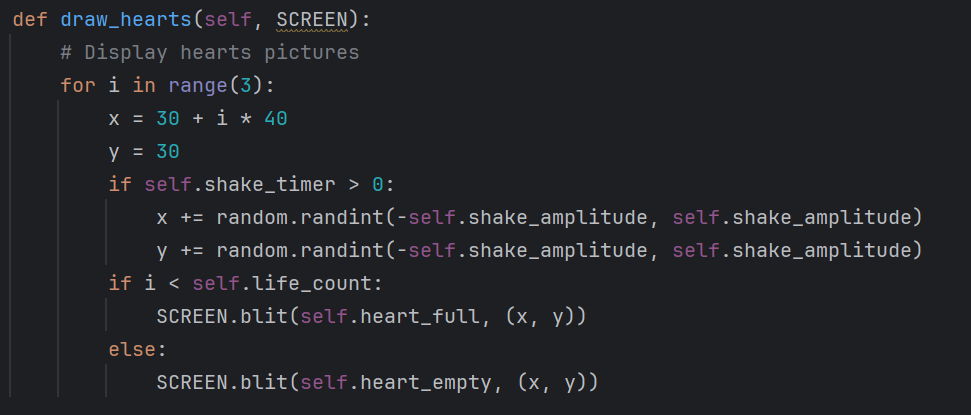 def draw_hearts(self, SCREEN):
    # Display hearts pictures
    for i in range(3):
        x = 30 + i * 40
        y = 30
        if self.shake_timer > 0:
            x += random.randint(-self.shake_amplitude, self.shake_amplitude)
            y += random.randint(-self.shake_amplitude, self.shake_amplitude)
        if i < self.life_count:
            SCREEN.blit(self.heart_full, (x, y))
        else:
            SCREEN.blit(self.heart_empty, (x, y))